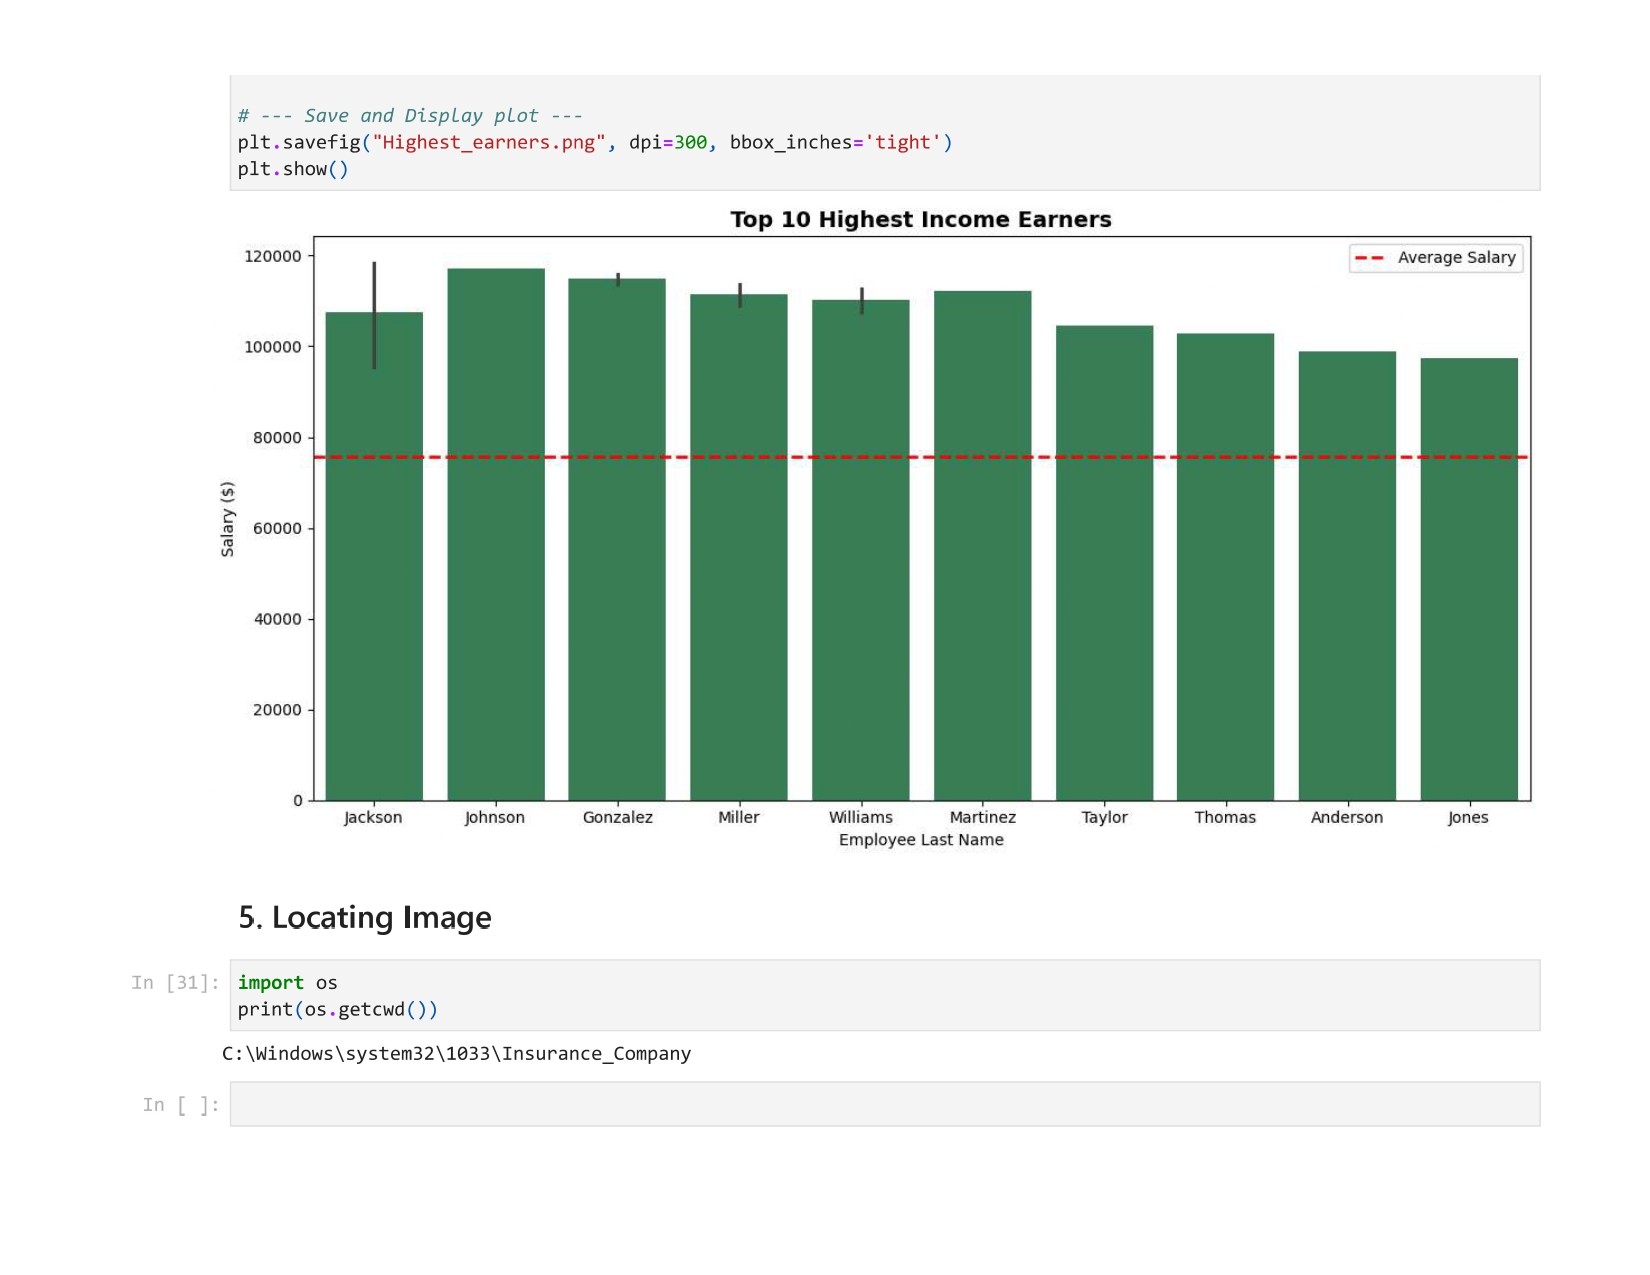 # --- Save and Display plot ---
plt.savefig("Highest_earners.png", dpi=300, bbox_inches='tight')
plt.show()
Top 10 Highest Income Earners
Average Salary
120000
100000
80000
60000
40000
20000
0
Salary ($)
Jackson Johnson Gonzalez Miller Williams Martinez Taylor Thomas Anderson Jones
Employee Last Name
5. Locating Image
In [31]: import os
print(os.getcwd())
C:\Windows\system32\1033\Insurance_Company
In [ ]: